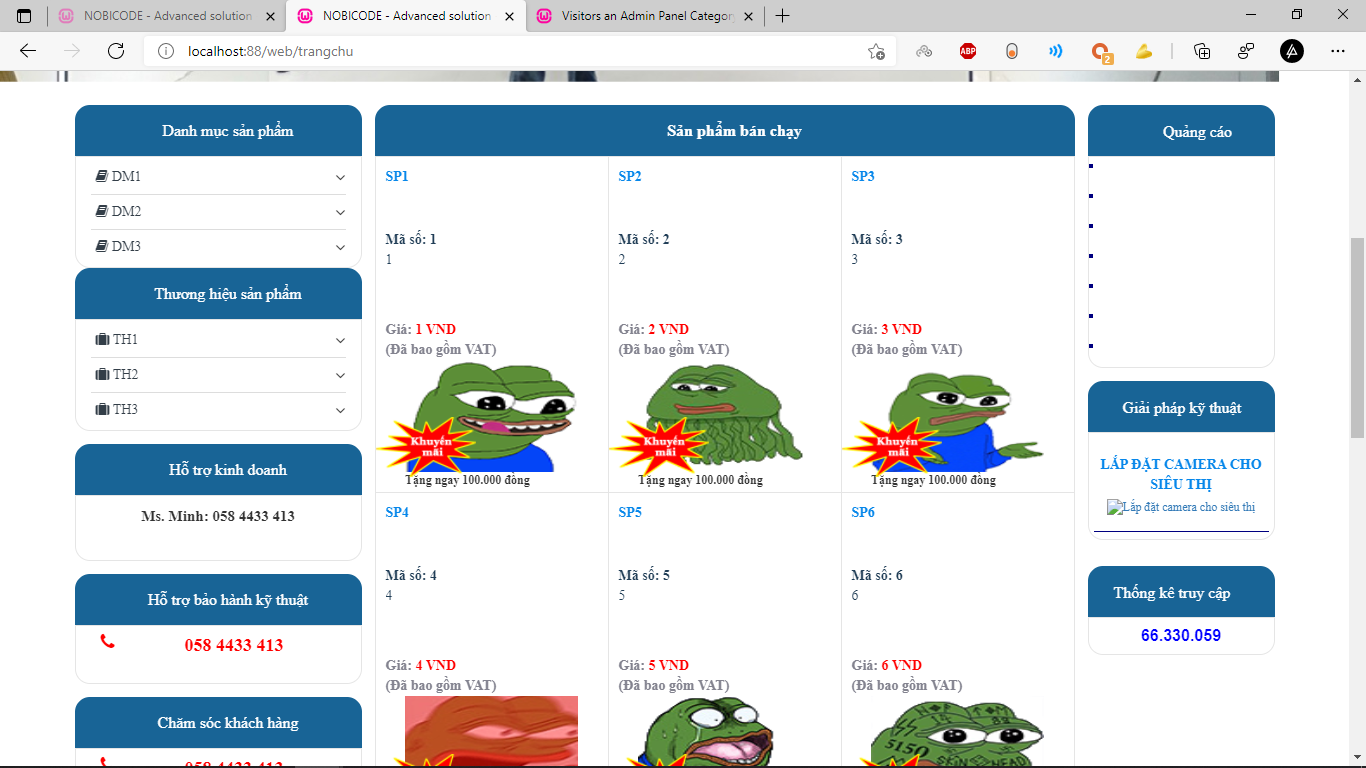 NOBICODE - Advanced solution
NOBICODE - Advanced solution
Visitors an Admin Panel Categor
localhost:88/web/trangchu
ABP
2
Danh mục sản phẩm
DM1
DM2
DM3
Thương hiệu sản phẩm
TH1
TH2
TH3
Hỗ trợ kinh doanh
Ms. Minh: 058 4433 413
Hỗ trợ bảo hành kỹ thuật
058 4433 413
Chăm sóc khách hàng
058 4433 413
Sản phẩm bán chạy
SP1
Mã số: 1
1
Giá: 1 VND
(Đã bao gồm VAT)
Khuyến
mãi
Tặng ngay 100.000 đồng
SP2
Mã số: 2
2
Giá: 2 VND
(Đã bao gồm VAT)
Khuyến
mãi
Tặng ngay 100.000 đồng
SP3
Mã số: 3
3
Giá: 3 VND
(Đã bao gồm VAT)
Khuyến
mãi
Tặng ngay 100.000 đồng
SP4
Mã số: 4
4
Giá: 4 VND
(Đã bao gồm VAT)
SP5
Mã số: 5
5
Giá: 5 VND
(Đã bao gồm VAT)
SP6
Mã số: 6
6
Giá: 6 VND
(Đã bao gồm VAT)
5150
SKIN HEAD
Quảng cáo
Giải pháp kỹ thuật
LẮP ĐẶT CAMERA CHO
SIÊU THỊ
Lắp đặt camera cho siêu thị
Thống kê truy cập
66.330.059